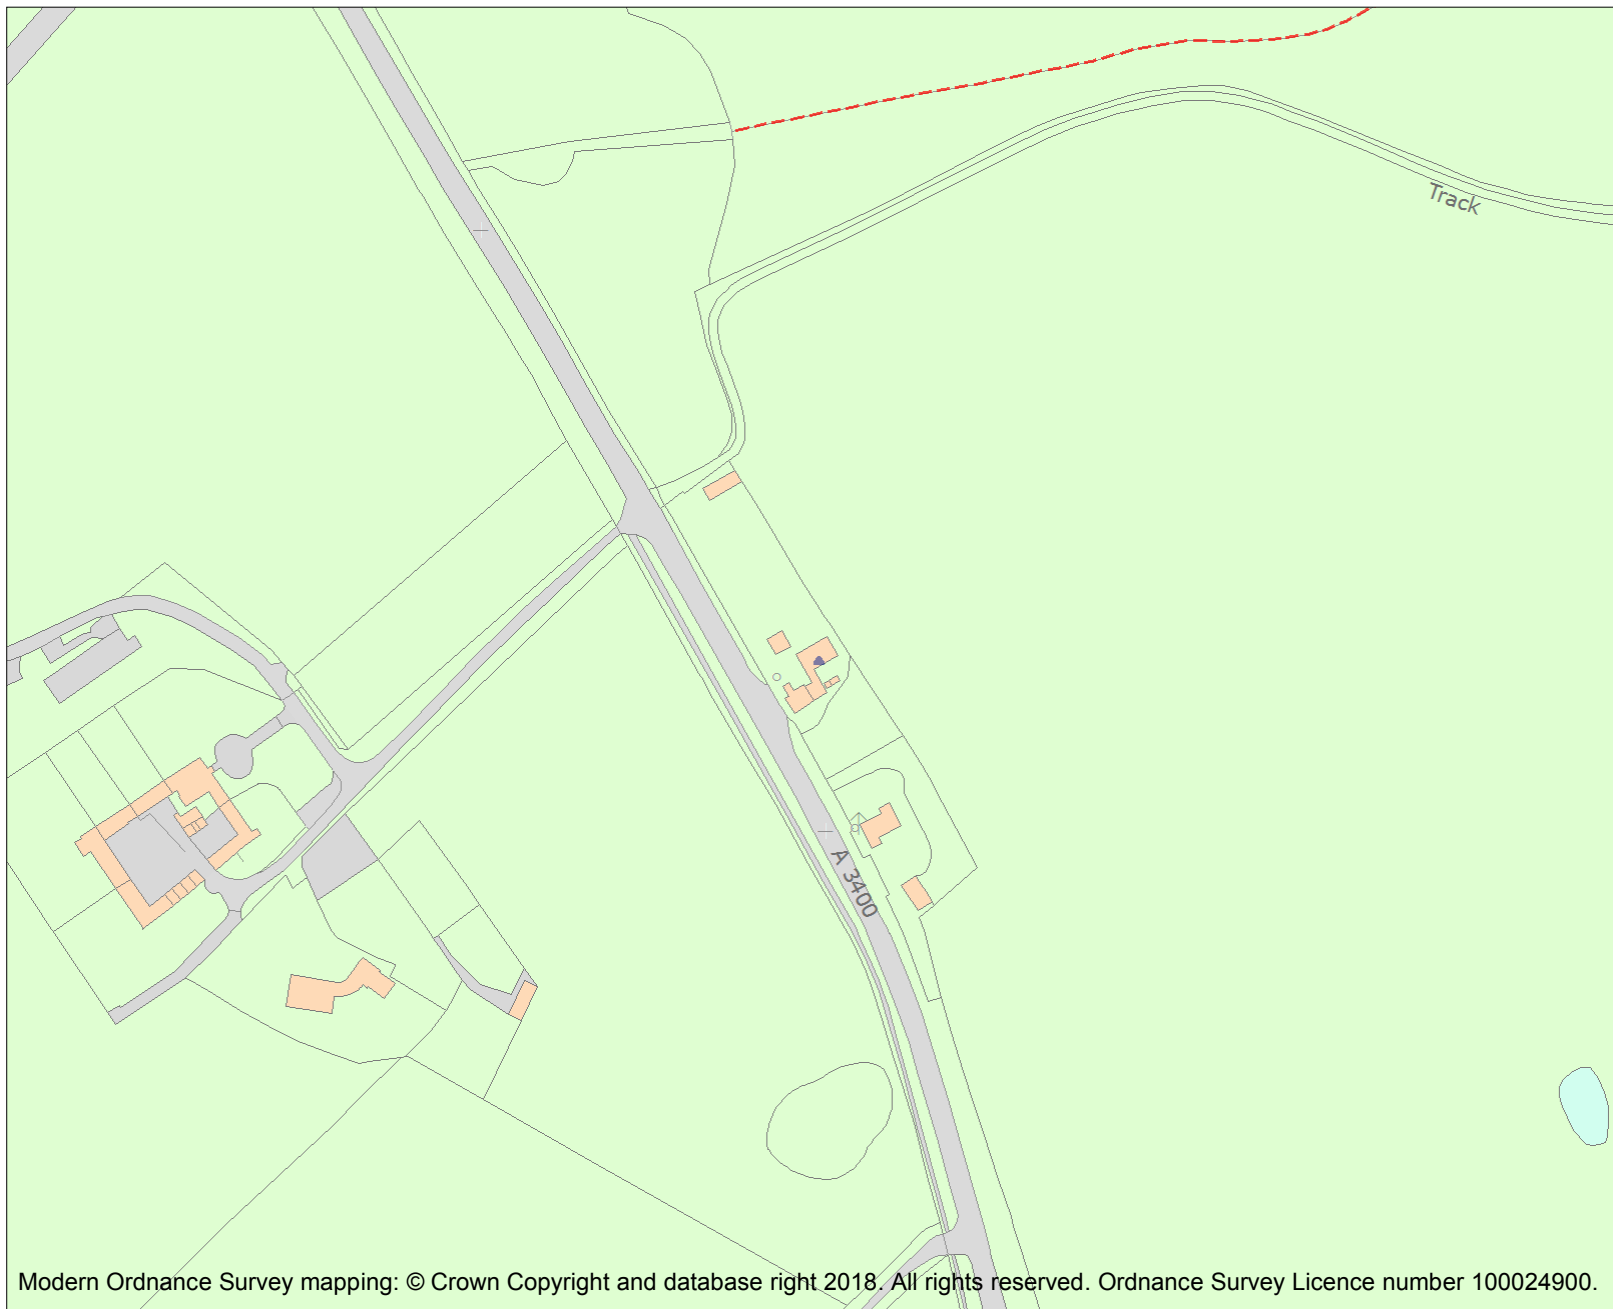 Track
A 3400
Modern Ordnance Survey mapping: © Crown Copyright and database right 2018. All rights reserved. Ordnance Survey Licence number 100024900.